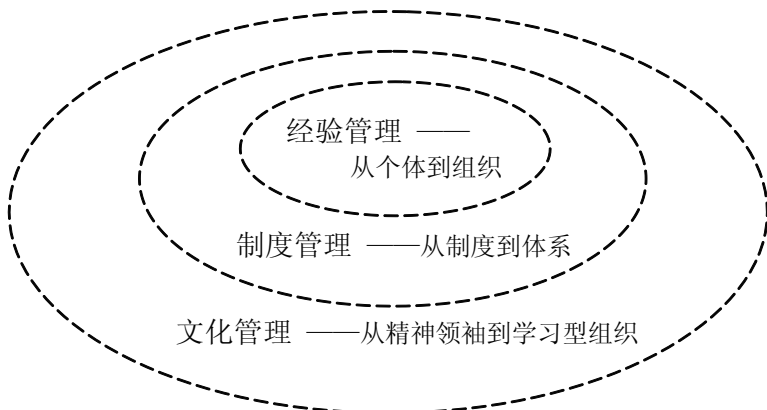 经验管理 ——
从个体到组织
制度管理 ——从制度到体系
文化管理 ——从精神领袖到学习型组织